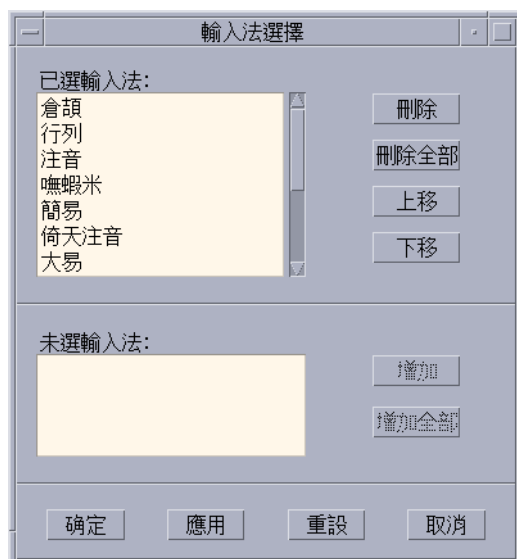 輸入法選擇
已選輸入法:
倉頡
行列
注音
嘸蝦米
簡易
倚天注音
大易
刪除
刪除全部
上移
下移
未選輸入法:
增加
增加全部
确定
應用
重設
取消